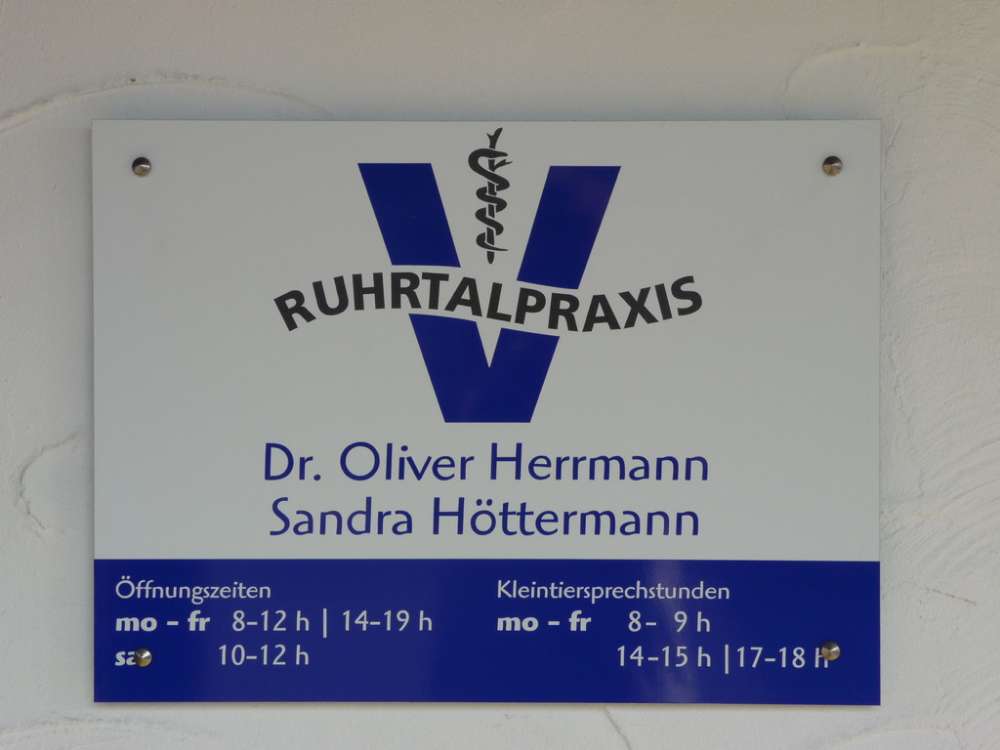 V
RUHRTALPRAXIS
Dr. Oliver Herrmann
Sandra Höttermann
Öffnungszeiten
mo – fr 8–12 h | 14–19 h
sa 10–12 h
Kleintiersprechstunden
mo – fr 8– 9 h
14–15 h | 17–18 h